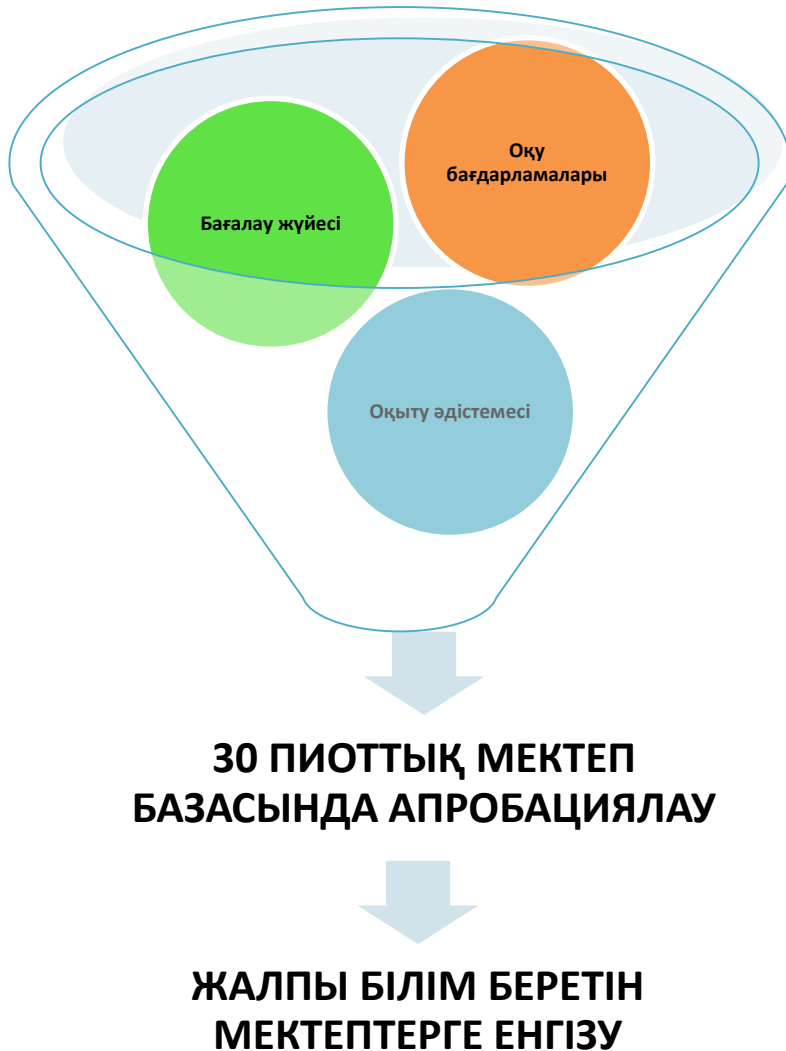 Оқу
бағдарламалары
Бағалау жүйесі
Оқыту әдістемесі
30 ПИОТТЫҚ МЕКТЕП
БАЗАСЫНДА АПРОБАЦИЯЛАУ
ЖАЛПЫ БІЛІМ БЕРЕТІН
МЕКТЕПТЕРГЕ ЕНГІЗУ